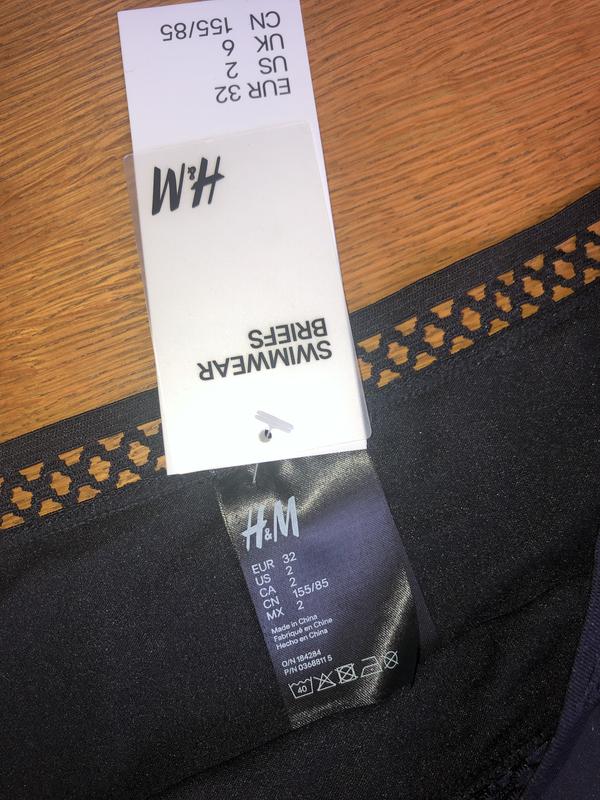 EUR 32
US 2
UK 6
CN 155/85
SWIMWEAR
BRIEFS
H&M
H&M
EUR 32
US 2
CA 2
CN 155/85
MX 2
Made in China
Fabriqué en Chine
Hecho en China
O/N 184284
P/N 0368811 5
40